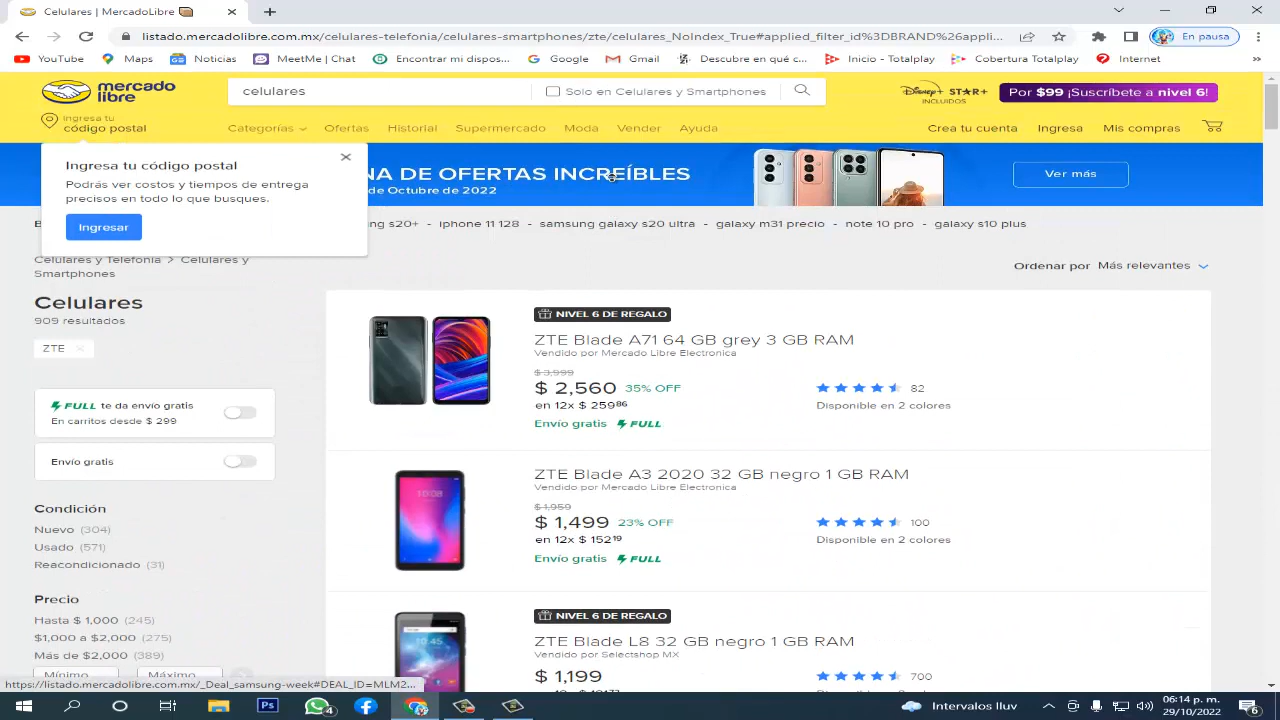 Celulares | MercadoLibre
listado.mercadolibre.com.mx/celulares-telefonia/celulares-smartphones/zte/celulares_NoIndex_True#applied_filter_id%3DBRAND%26appli...
En pausa
YouTube
Maps
Noticias
MeetMe | Chat
Encontrar mi dispos...
Google
Gmail
Descubre en qué c...
Inicio - Totalplay
Cobertura Totalplay
Internet
»
mercado
libre
celulares
Solo en Celulares y Smartphones
Disney+ STAR+
INCLUIDOS
Por $99 ¡Suscríbete a nivel 6!
Ingresa tu
código postal
Categorías
Ofertas
Historial
Supermercado
Moda
Vender
Ayuda
Crea tu cuenta
Ingresa
Mis compras
Ingresa tu código postal
Podrás ver costos y tiempos de entrega
precisos en todo lo que busques.
Ingresar
NA DE OFERTAS INCREÍBLES
de Octubre de 2022
Ver más
ng s20+ - iphone 11 128 - samsung galaxy s20 ultra - galaxy m31 precio - note 10 pro - galaxy s10 plus
Celulares y Telefonía > Celulares y
Smartphones
Ordenar por Más relevantes
Celulares
909 resultados
ZTE
FULL te da envío gratis
En carritos desde $ 299
Envío gratis
Condición
Nuevo (304)
Usado (571)
Reacondicionado (31)
Precio
Hasta $ 1,000 (245)
$1,000 a $2,000 (275)
Más de $2,000 (389)
Mínimo
Máximo
NIVEL 6 DE REGALO
ZTE Blade A71 64 GB grey 3 GB RAM
Vendido por Mercado Libre Electronica
$ 3,999
$ 2,560 35% OFF
82
en 12x $ 259 86
Disponible en 2 colores
Envío gratis FULL
ZTE Blade A3 2020 32 GB negro 1 GB RAM
Vendido por Mercado Libre Electronica
$ 1,959
$ 1,499 23% OFF
100
en 12x $ 152 19
Disponible en 2 colores
Envío gratis FULL
NIVEL 6 DE REGALO
ZTE Blade L8 32 GB negro 1 GB RAM
Vendido por Selectshop MX
$ 1,199
700
https://listado.mercadolibre.com.mx/_Deal_samsung-week#DEAL_ID=MLM2...
Ps
4
Intervalos lluv
06:14 p. m.
29/10/2022
6